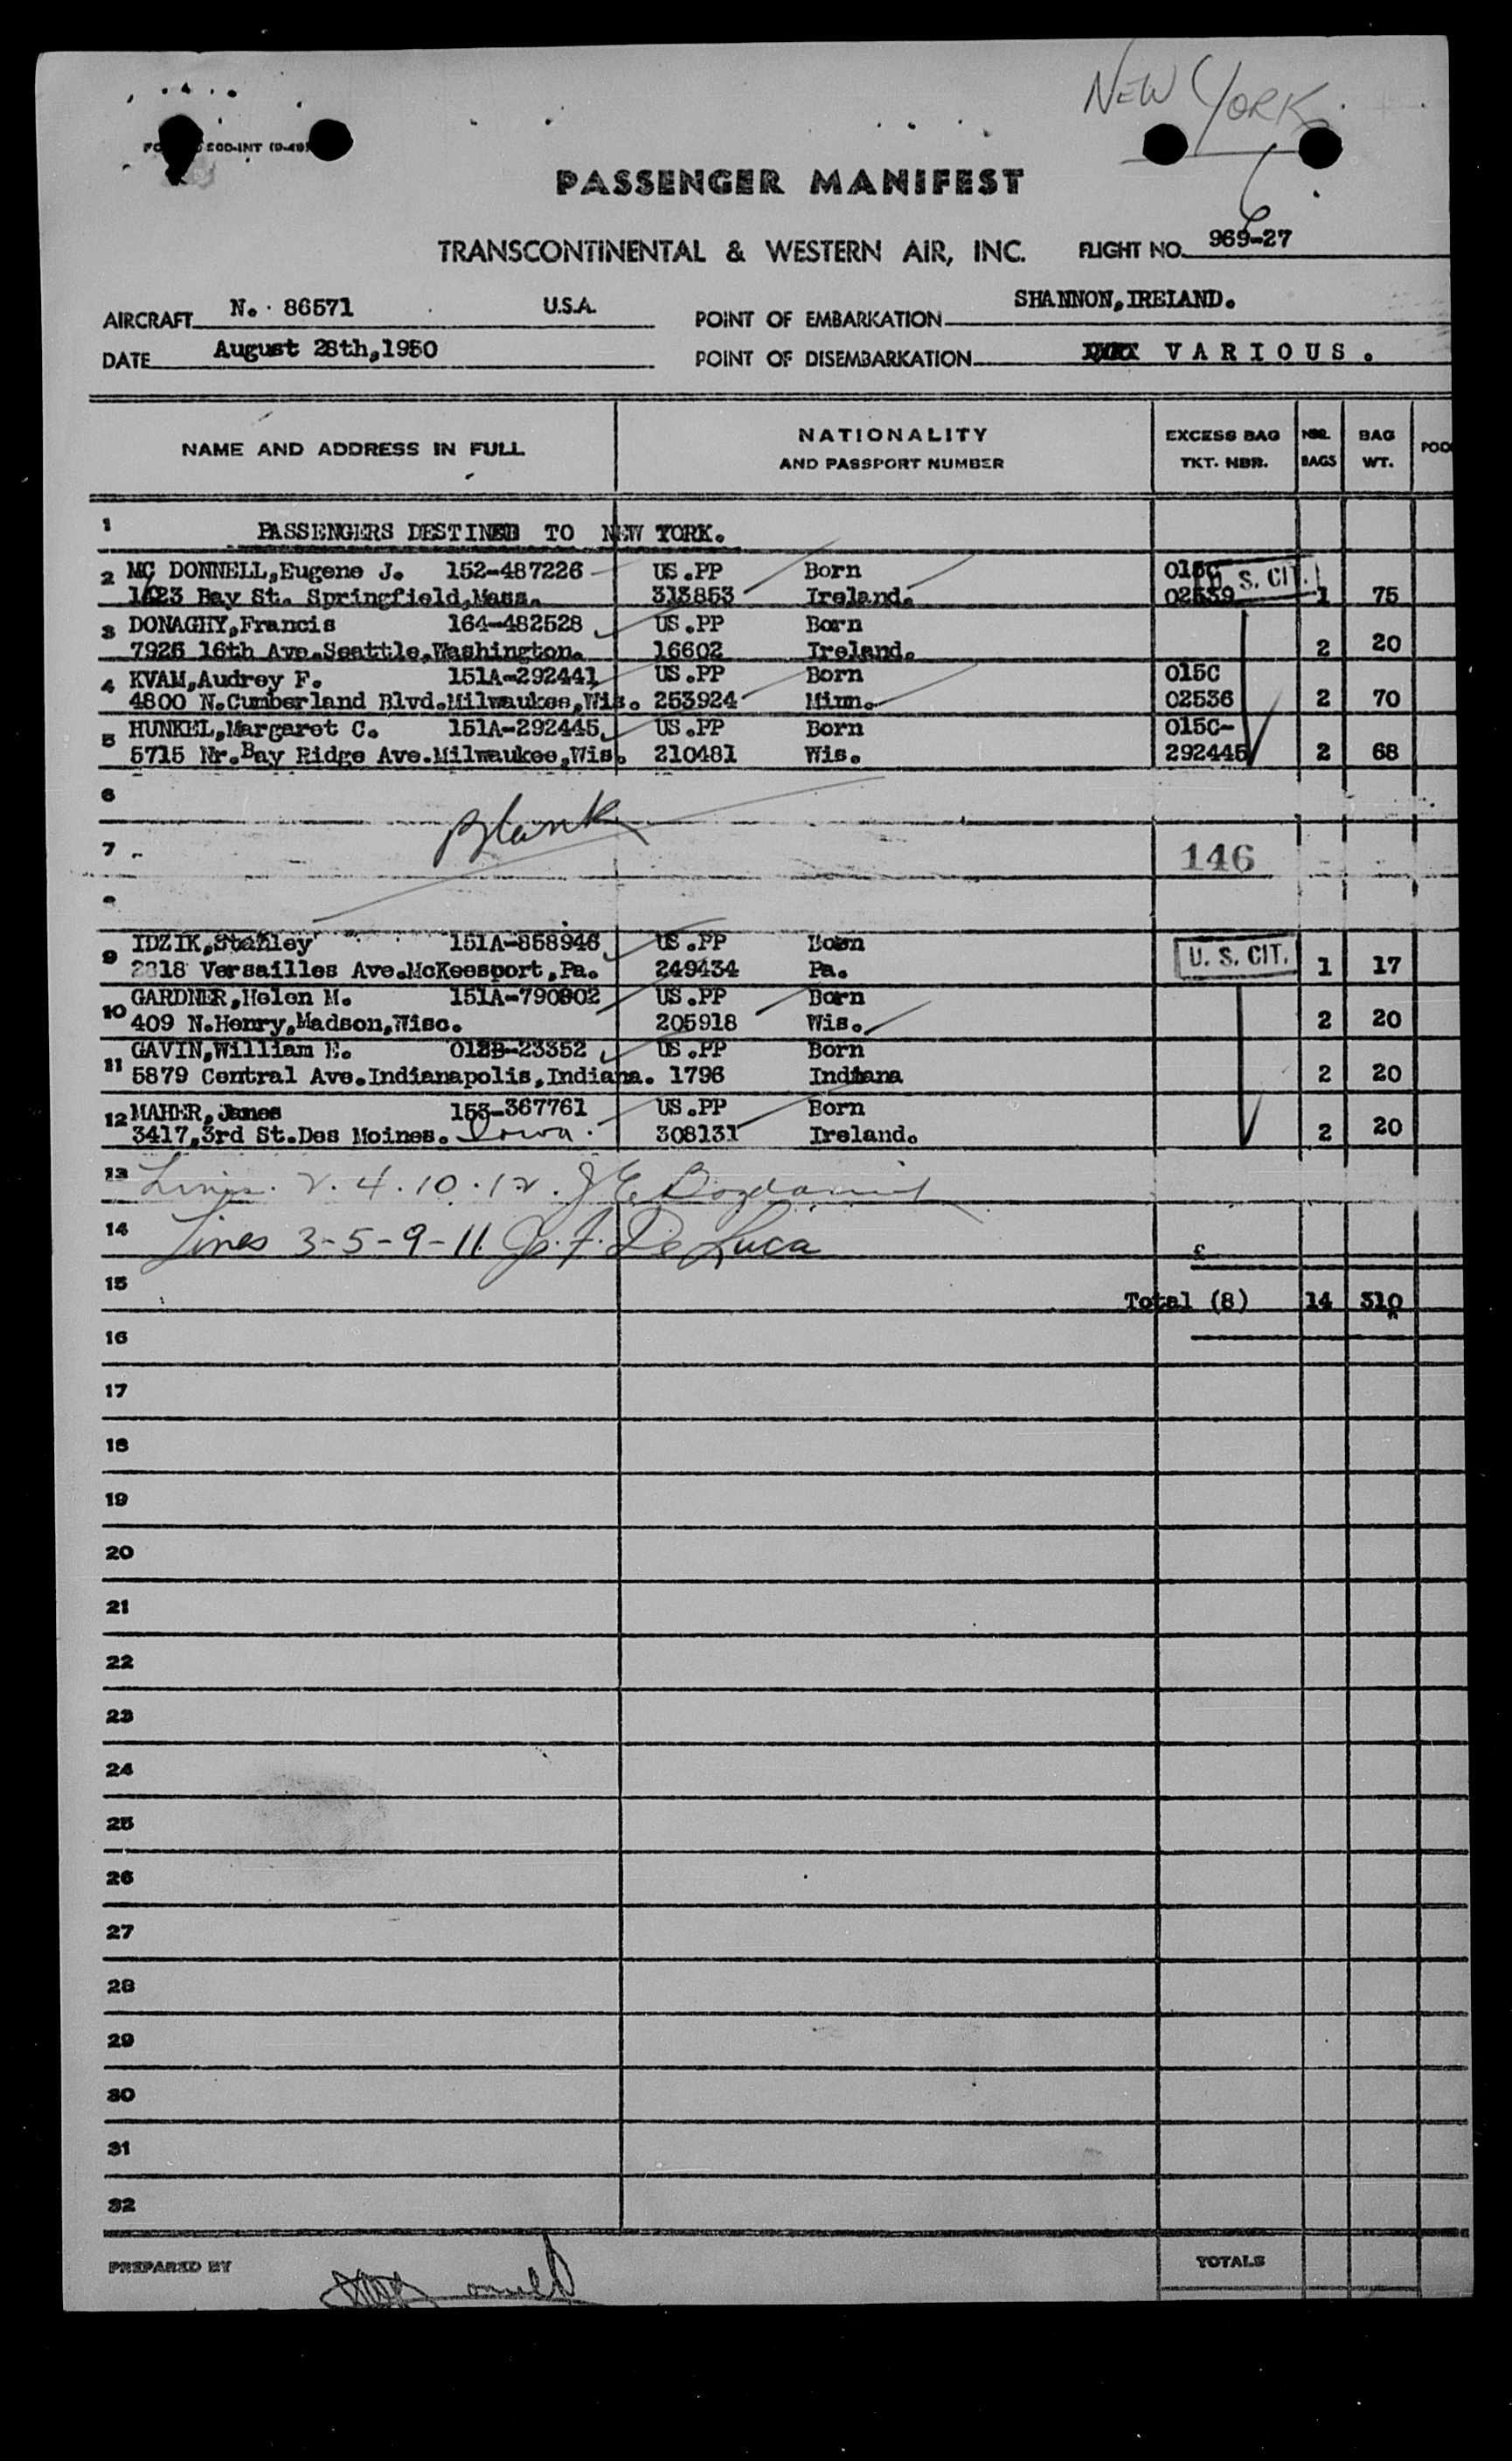 NEW YORK
6
200-INT (9-49)
PASSENGER MANIFEST
TRANSCONTINENTAL & WESTERN AIR, INC. FLIGHT NO. 969-27
AIRCRAFT N. 86571 U.S.A. POINT OF EMBARKATION SHANNON,IRELAND.
DATE August 28th,1950 POINT OF DISEMBARKATION VARIOUS.
NAME AND ADDRESS IN FULL NATIONALITY AND PASSPORT NUMBER EXCESS BAG TKT. NBR. NBR. BAGS BAG WT. POO
1 PASSENGERS DESTINED TO NEW YORK.
2 MC DONNELL,Eugene J. 152-487226 US.PP Born 015C U. S. CIT.
1423 Bay St. Springfield,Mass. 313853 Ireland. 02539 1 75
3 DONAGHY,Francis 164-482528 US.PP Born
7926 16th Ave.Seattle,Washington. 16602 Ireland. 2 20
4 KVAM,Audrey F. 151A-292441 US.PP Born 015C
4800 N.Cumberland Blvd.Milwaukee,Wis. 253924 Minn. 02536 2 70
5 HUNKEL,Margaret C. 151A-292445 US.PP Born 015C-
5715 Nr.Bay Ridge Ave.Milwaukee,Wis. 210481 Wis. 292445 2 68
6
Blank
7 146
9 IDZIK,Stanley 151A-858946 US.PP Born U. S. CIT.
2818 Versailles Ave.McKeesport,Pa. 249434 Pa. 1 17
10 GARDNER,Helen M. 151A-790902 US.PP Born
409 N.Henry,Madson,Wisc. 205918 Wis. 2 20
11 GAVIN,William E. 012B-23352 US.PP Born
5879 Central Ave.Indianapolis,Indiana. 1796 Indiana 2 20
12 MAHER,James 153-367761 US.PP Born
3417,3rd St.Des Moines. Iowa. 308131 Ireland. 2 20
13 Lines. 2. 4. 10. 12. J E
14 Lines 3-5-9-11 Jo. F. De Luca
£
15 Total (8) 14 310
16
17
18
19
20
21
22
23
24
25
26
27
28
29
30
31
32
PREPARED BY TOTALS